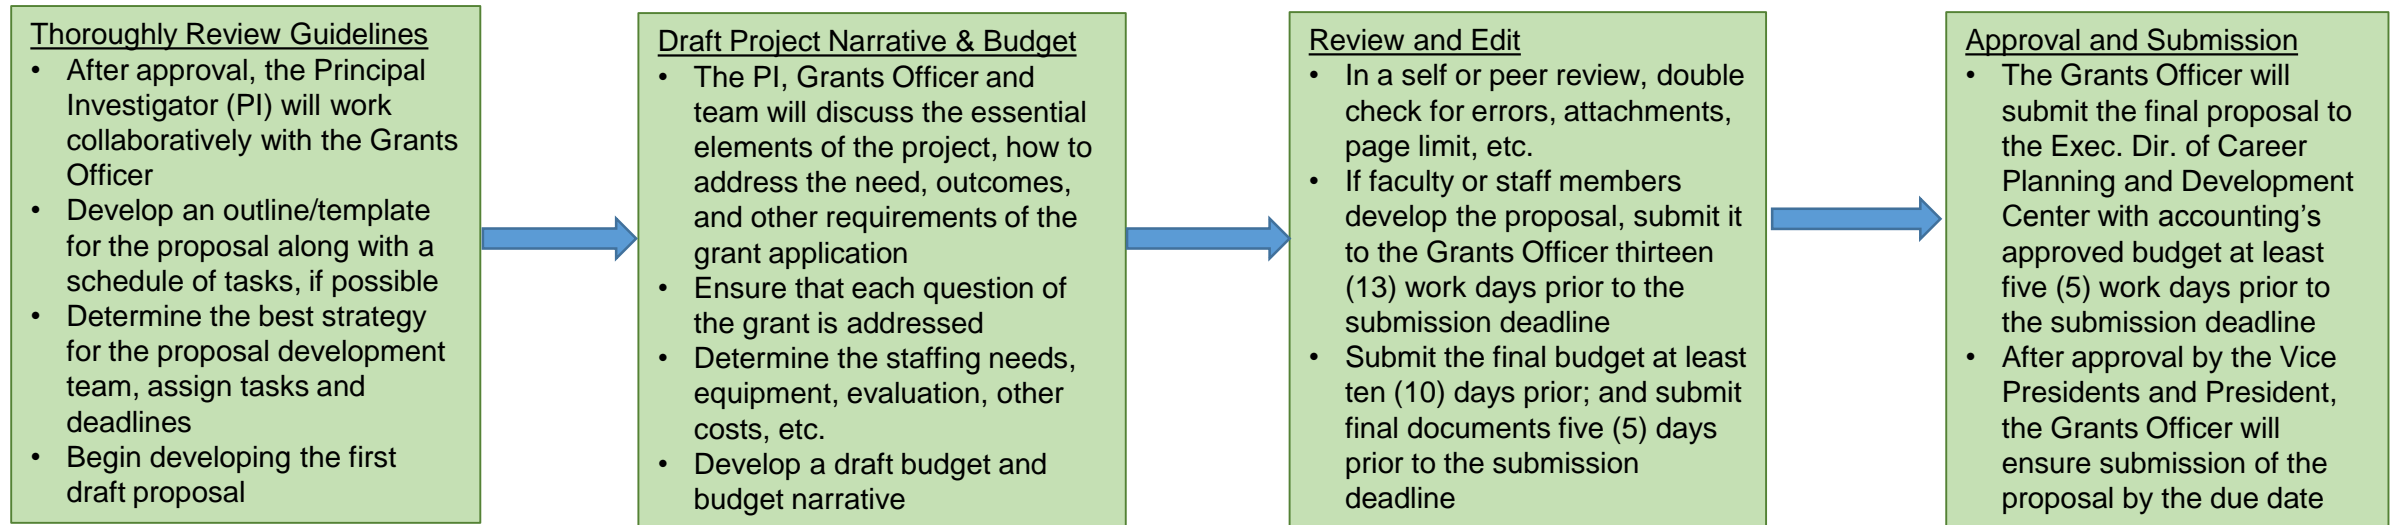 Thoroughly Review Guidelines
• After approval, the Principal
Investigator (PI) will work
collaboratively with the Grants
Officer
• Develop an outline/template
for the proposal along with a
schedule of tasks, if possible
• Determine the best strategy
for the proposal development
team, assign tasks and
deadlines
• Begin developing the first
draft proposal
Draft Project Narrative & Budget
• The PI, Grants Officer and
team will discuss the essential
elements of the project, how to
address the need, outcomes,
and other requirements of the
grant application
• Ensure that each question of
the grant is addressed
• Determine the staffing needs,
equipment, evaluation, other
costs, etc.
• Develop a draft budget and
budget narrative
Review and Edit
• In a self or peer review, double
check for errors, attachments,
page limit, etc.
• If faculty or staff members
develop the proposal, submit it
to the Grants Officer thirteen
(13) work days prior to the
submission deadline
• Submit the final budget at least
ten (10) days prior; and submit
final documents five (5) days
prior to the submission
deadline
Approval and Submission
• The Grants Officer will
submit the final proposal to
the Exec. Dir. of Career
Planning and Development
Center with accounting’s
approved budget at least
five (5) work days prior to
the submission deadline
• After approval by the Vice
Presidents and President,
the Grants Officer will
ensure submission of the
proposal by the due date